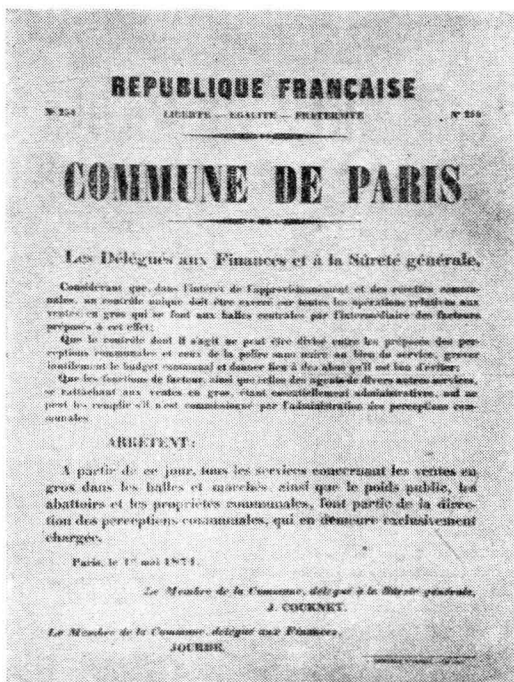 REPUBLIQUE FRANÇAISE
Nº 250 LIBERTÉ — EGALITÉ — FRATERNITÉ Nº 250
COMMUNE DE PARIS
Les Délégués aux Finances et à la Sûreté générale,
Considérant que, dans l'intérêt de l'approvisionnement et des recettes commu-
nales, un contrôle unique doit être exercé sur toutes les opérations relatives aux
ventes en gros qui se font aux halles centrales par l'intermédiaire des facteurs
préposés à cet effet;
Que le contrôle dont il s'agit ne peut être divisé entre les préposés des per-
ceptions communales et ceux de la police sans nuire au bien du service, grever
inutilement le budget communal et donner lieu à des abus qu'il est bon d'éviter;
Que les fonctions de facteur, ainsi que celles des agents de divers autres services,
se rattachant aux ventes en gros, étant essentiellement administratives, nul ne
peut les remplir s'il n'est commissionné par l'administration des perceptions com-
munales
ARRÊTENT:
A partir de ce jour, tous les services concernant les ventes en
gros dans les halles et marchés, ainsi que le poids public, les
abattoirs et les propriétés communales, font partie de la direc-
tion des perceptions communales, qui en demeure exclusivement
chargée.
Paris, le 1er mai 1871.
Le Membre de la Commune, délégué à la Sûreté générale,
F. COURNET.
Le Membre de la Commune, délégué aux Finances,
JOURDE.